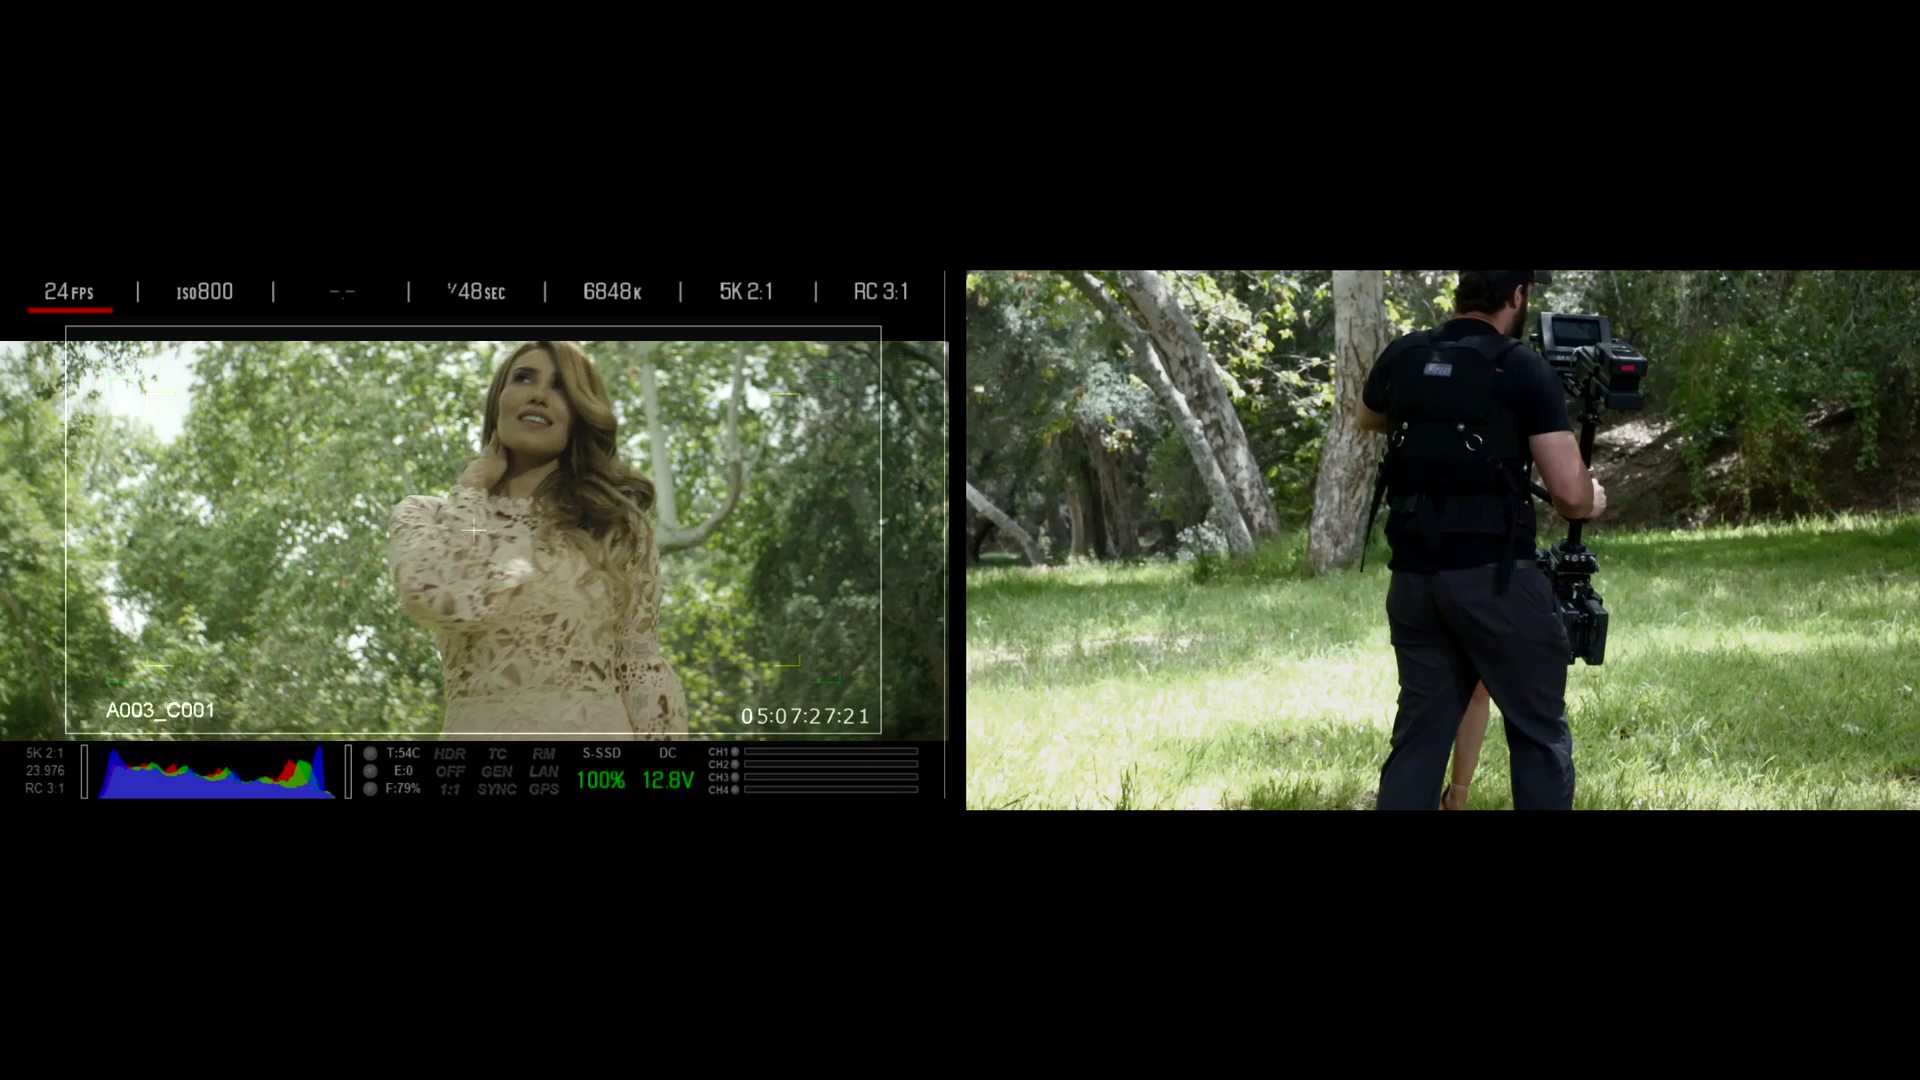 24 FPS | ISO800 | -.- | 1/48 SEC | 6848 K | 5K 2:1 | RC 3:1
A003_C001
05:07:27:21
5K 2:1
23.976
RC 3:1
T:54C
E:0
F:79%
HDR TC RM
OFF GEN LAN
1:1 SYNC GPS
S-SSD
100%
DC
12.8V
CH1
CH2
CH3
CH4